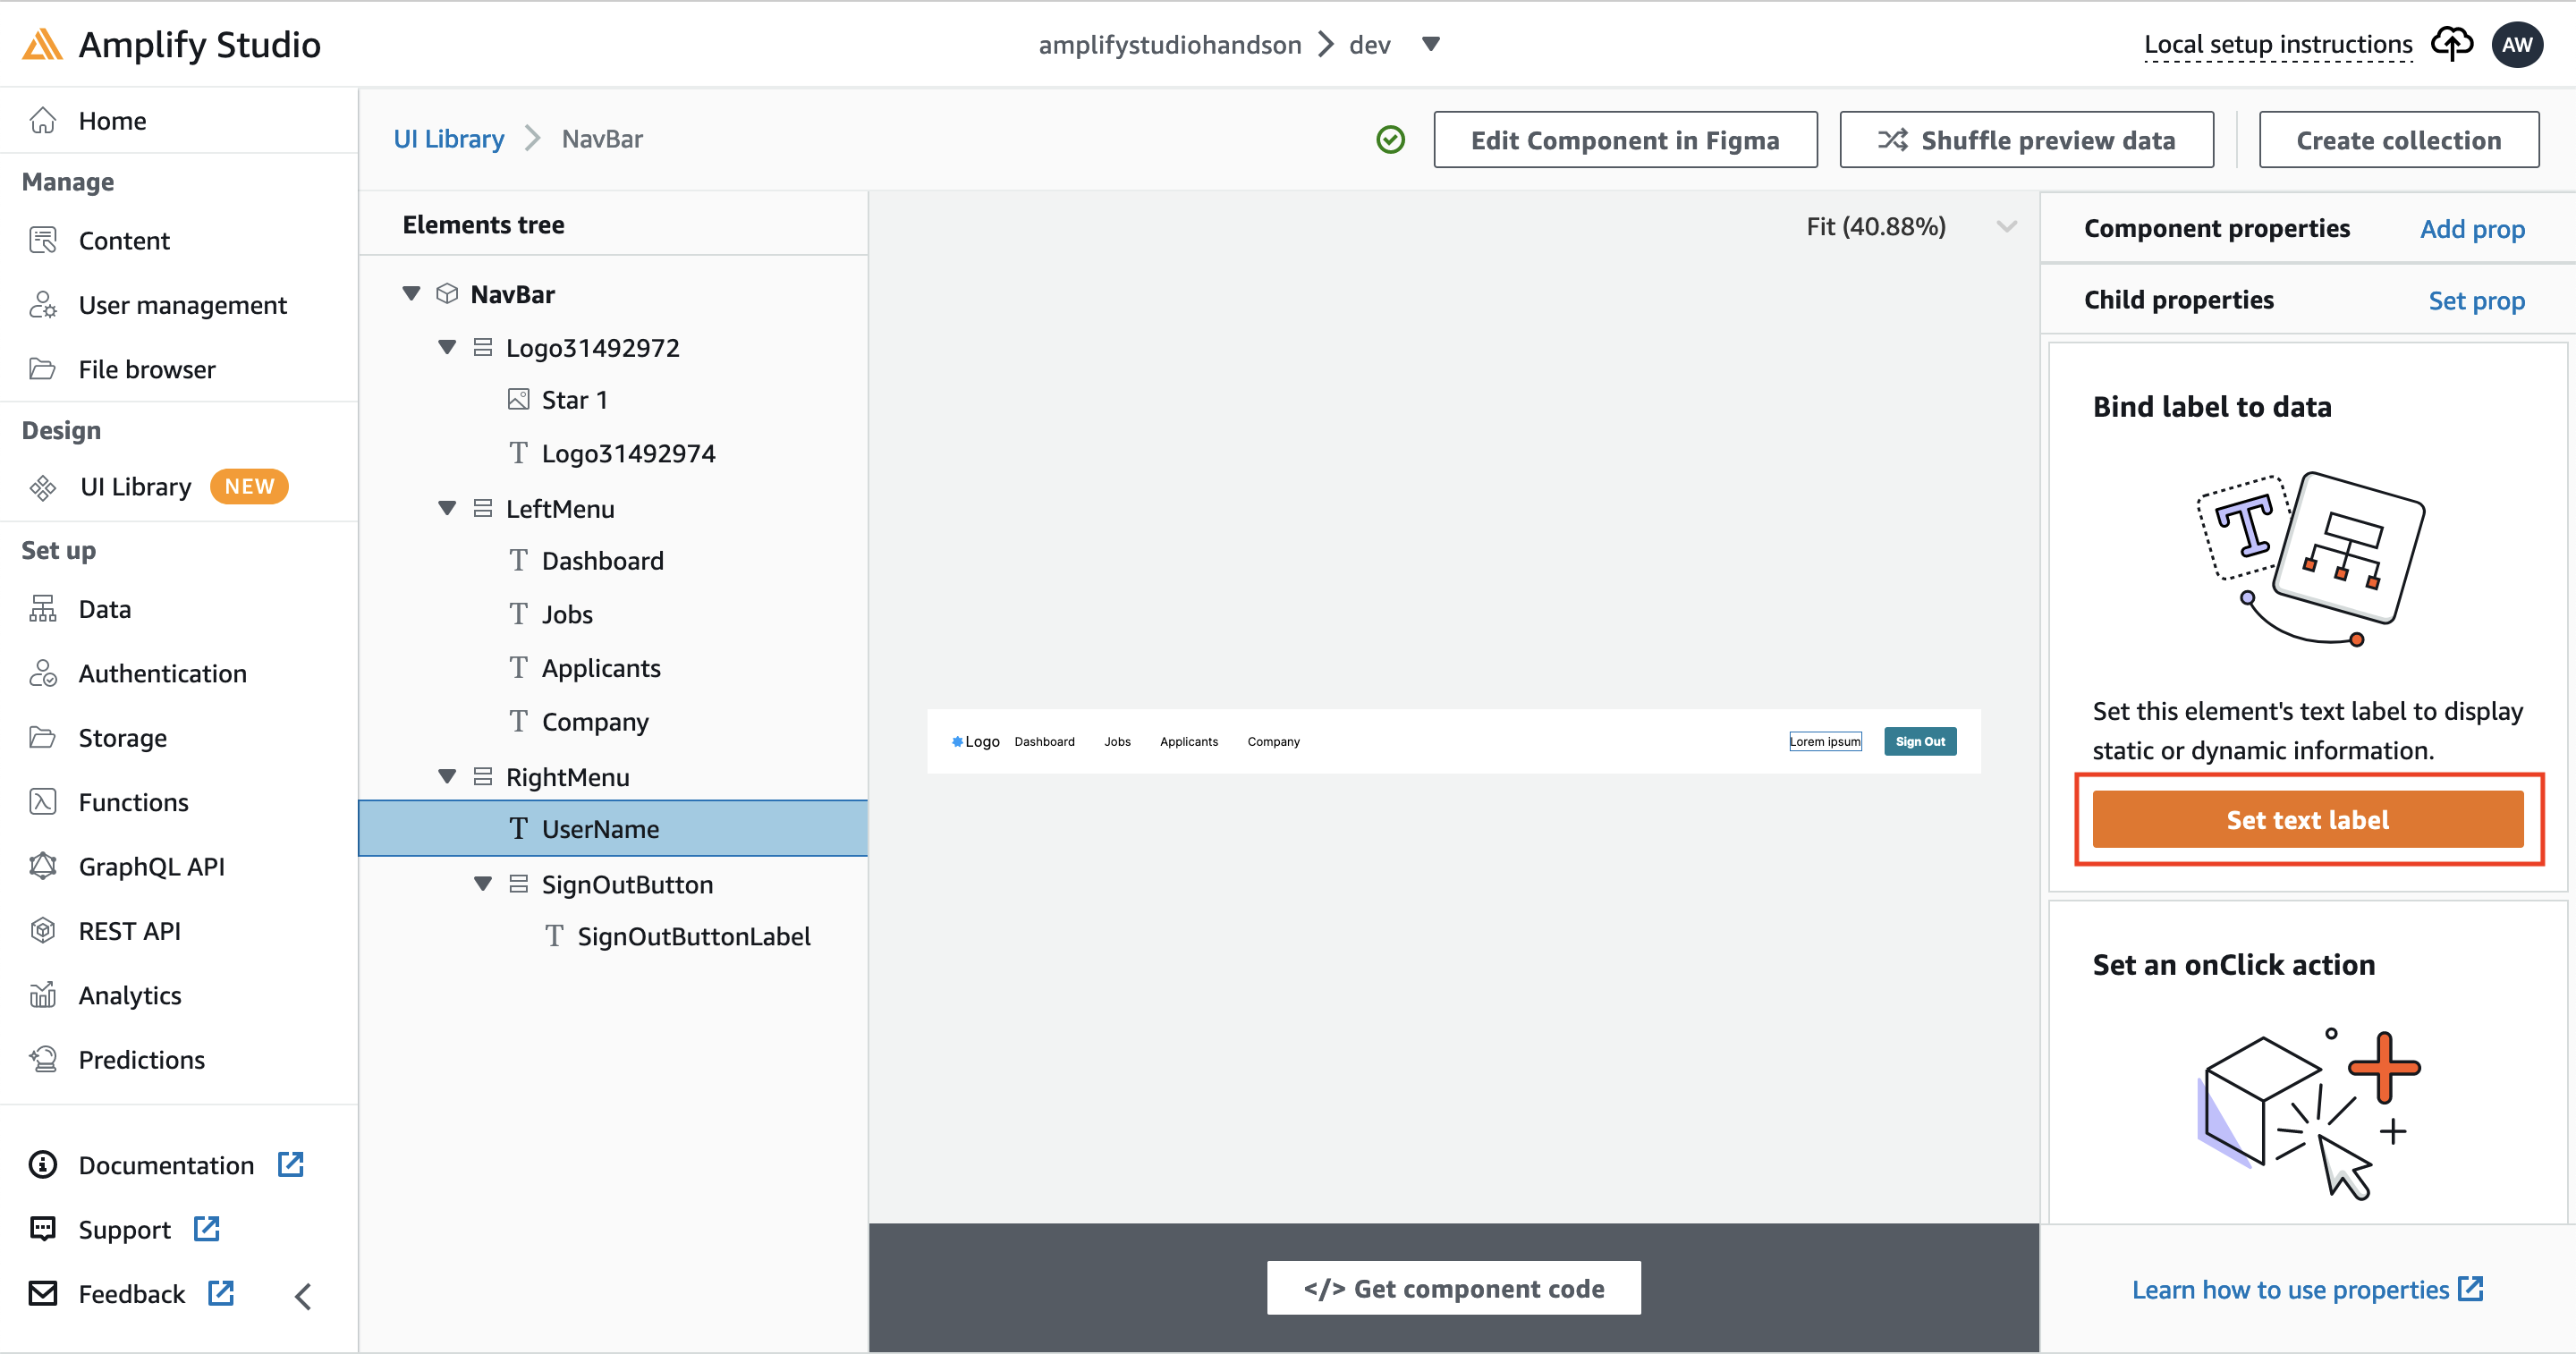 Amplify Studio
amplifystudiohandson > dev
Local setup instructions
AW
Home
Manage
Content
User management
File browser
Design
UI Library NEW
Set up
Data
Authentication
Storage
Functions
GraphQL API
REST API
Analytics
Predictions
Documentation
Support
Feedback
UI Library > NavBar
Edit Component in Figma
Shuffle preview data
Create collection
Elements tree
NavBar
Logo31492972
Star 1
T Logo31492974
LeftMenu
T Dashboard
T Jobs
T Applicants
T Company
RightMenu
T UserName
SignOutButton
T SignOutButtonLabel
Fit (40.88%)
Logo Dashboard Jobs Applicants Company Lorem ipsum Sign Out
</> Get component code
Component properties Add prop
Child properties Set prop
Bind label to data
T
Set this element's text label to display
static or dynamic information.
Set text label
Set an onClick action
Learn how to use properties